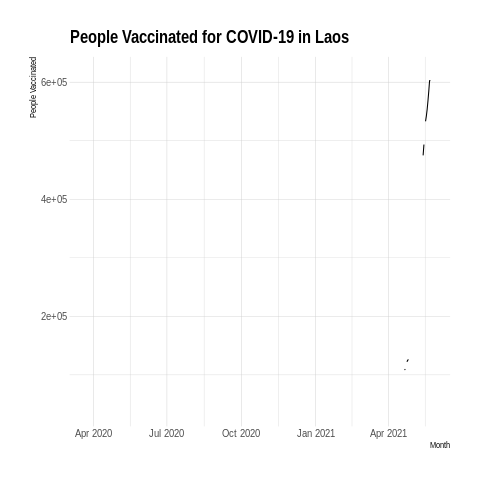 People Vaccinated for COVID-19 in Laos
People Vaccinated
6e+05
4e+05
2e+05
Apr 2020 Jul 2020 Oct 2020 Jan 2021 Apr 2021
Month